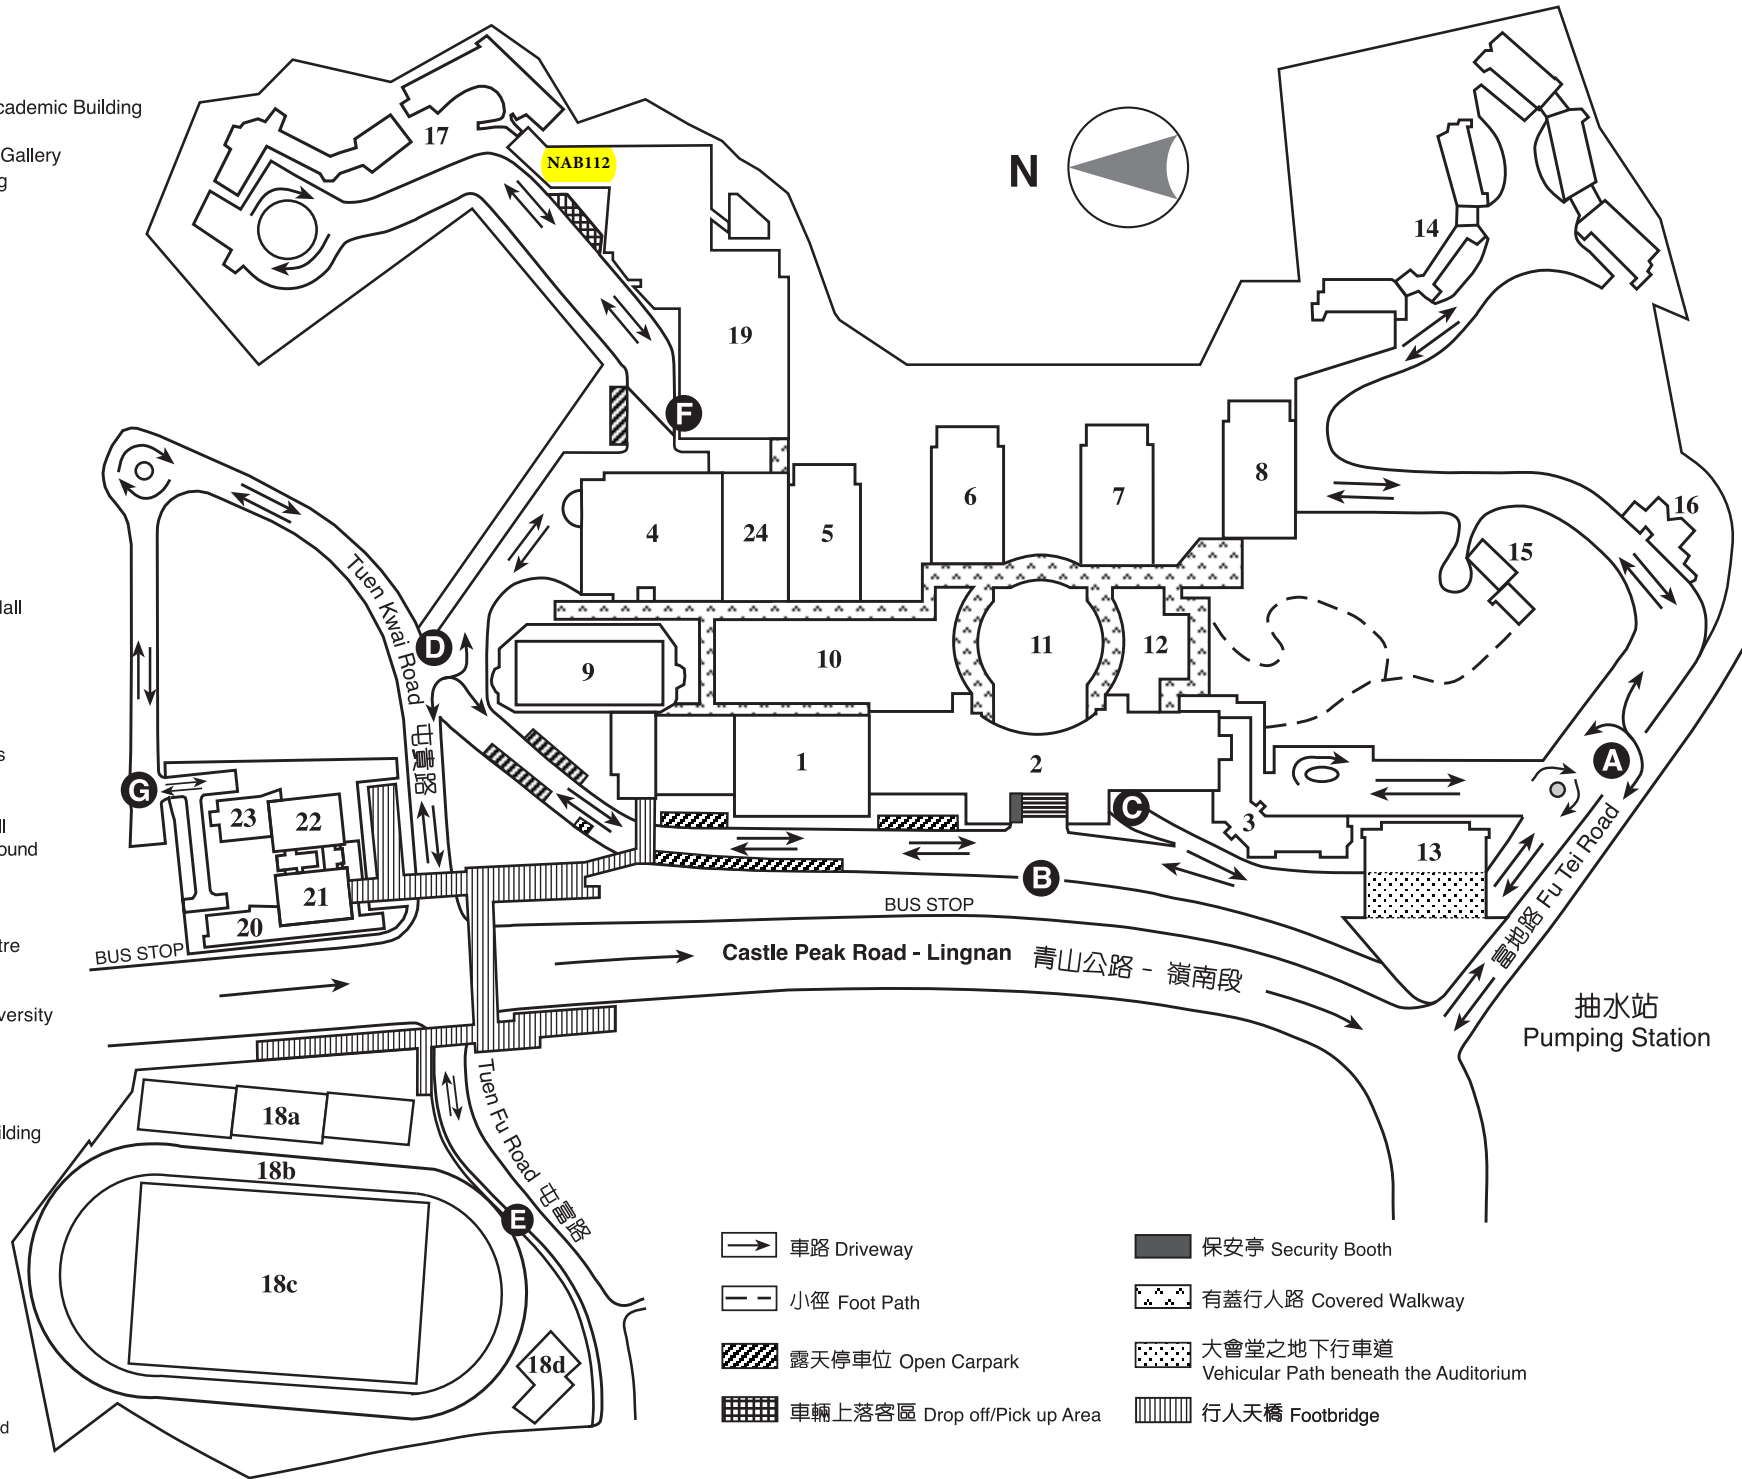 cademic Building
Gallery
g
17
NAB112
N
14
19
F
6
7
8
16
4
24
5
15
Tuen Kwai Road 屯貴路
D
9
10
11
12
1
2
A
G
23
22
C
3
13
21
20
B
BUS STOP
BUS STOP
富地路 Fu Tei Road
Castle Peak Road - Lingnan 青山公路 - 嶺南段
抽水站
Pumping Station
Hall
s
ll
ound
tre
versity
ilding
d
18a
18b
18c
18d
Tuen Fu Road 屯富路
E
車路 Driveway
小徑 Foot Path
露天停車位 Open Carpark
車輛上落客區 Drop off/Pick up Area
保安亭 Security Booth
有蓋行人路 Covered Walkway
大會堂之地下行車道
Vehicular Path beneath the Auditorium
行人天橋 Footbridge